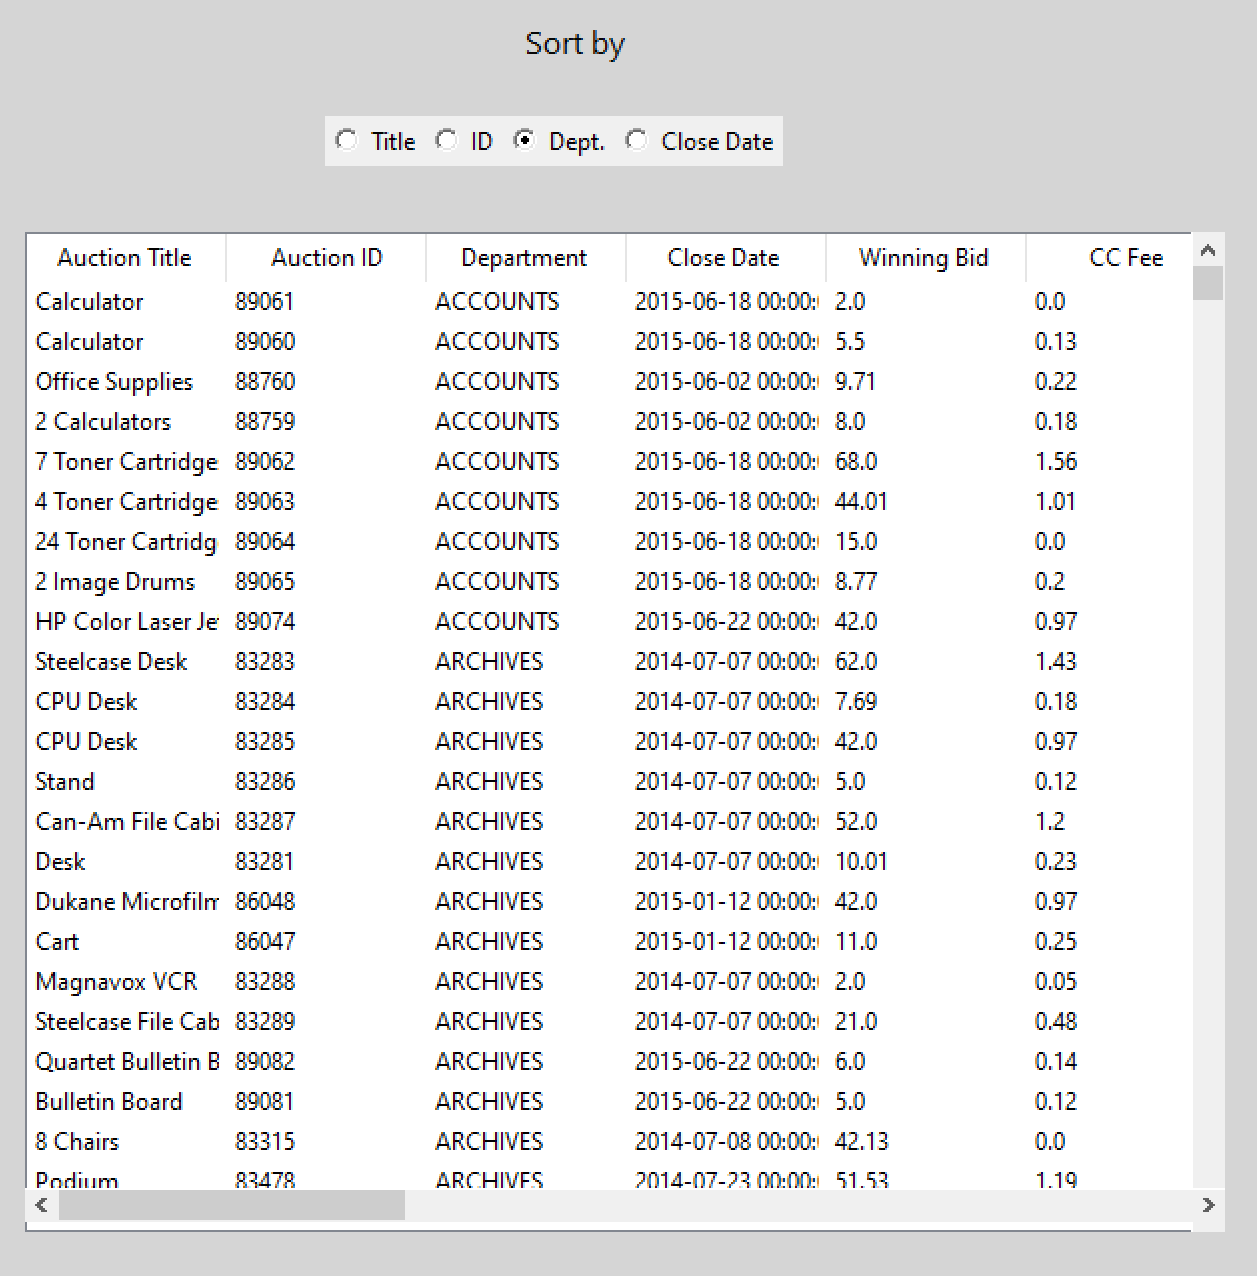 Sort by
Title ID Dept. Close Date
Auction Title Auction ID Department Close Date Winning Bid CC Fee
Calculator 89061 ACCOUNTS 2015-06-18 00:00: 2.0 0.0
Calculator 89060 ACCOUNTS 2015-06-18 00:00: 5.5 0.13
Office Supplies 88760 ACCOUNTS 2015-06-02 00:00: 9.71 0.22
2 Calculators 88759 ACCOUNTS 2015-06-02 00:00: 8.0 0.18
7 Toner Cartridge 89062 ACCOUNTS 2015-06-18 00:00: 68.0 1.56
4 Toner Cartridge 89063 ACCOUNTS 2015-06-18 00:00: 44.01 1.01
24 Toner Cartridg 89064 ACCOUNTS 2015-06-18 00:00: 15.0 0.0
2 Image Drums 89065 ACCOUNTS 2015-06-18 00:00: 8.77 0.2
HP Color Laser Je 89074 ACCOUNTS 2015-06-22 00:00: 42.0 0.97
Steelcase Desk 83283 ARCHIVES 2014-07-07 00:00: 62.0 1.43
CPU Desk 83284 ARCHIVES 2014-07-07 00:00: 7.69 0.18
CPU Desk 83285 ARCHIVES 2014-07-07 00:00: 42.0 0.97
Stand 83286 ARCHIVES 2014-07-07 00:00: 5.0 0.12
Can-Am File Cabi 83287 ARCHIVES 2014-07-07 00:00: 52.0 1.2
Desk 83281 ARCHIVES 2014-07-07 00:00: 10.01 0.23
Dukane Microfilm 86048 ARCHIVES 2015-01-12 00:00: 42.0 0.97
Cart 86047 ARCHIVES 2015-01-12 00:00: 11.0 0.25
Magnavox VCR 83288 ARCHIVES 2014-07-07 00:00: 2.0 0.05
Steelcase File Cab 83289 ARCHIVES 2014-07-07 00:00: 21.0 0.48
Quartet Bulletin B 89082 ARCHIVES 2015-06-22 00:00: 6.0 0.14
Bulletin Board 89081 ARCHIVES 2015-06-22 00:00: 5.0 0.12
8 Chairs 83315 ARCHIVES 2014-07-08 00:00: 42.13 0.0
Podium 83478 ARCHIVES 2014-07-23 00:00: 51.53 1.19